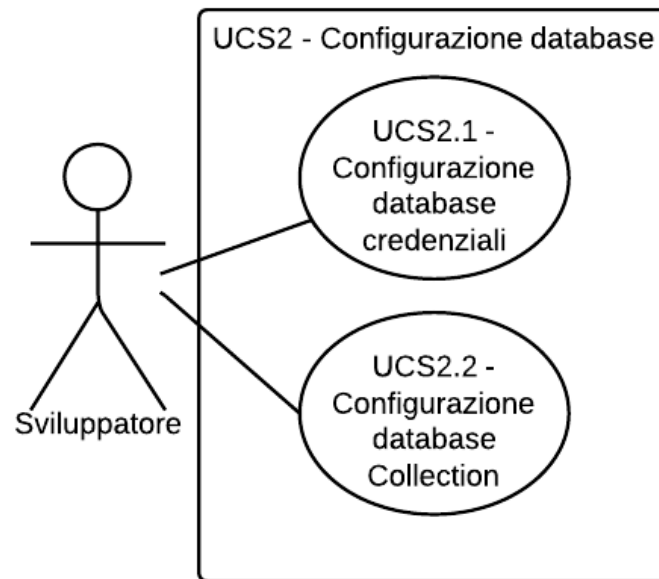 UCS2 - Configurazione database
UCS2.1 -
Configurazione
database
credenziali
UCS2.2 -
Configurazione
database
Collection
Sviluppatore